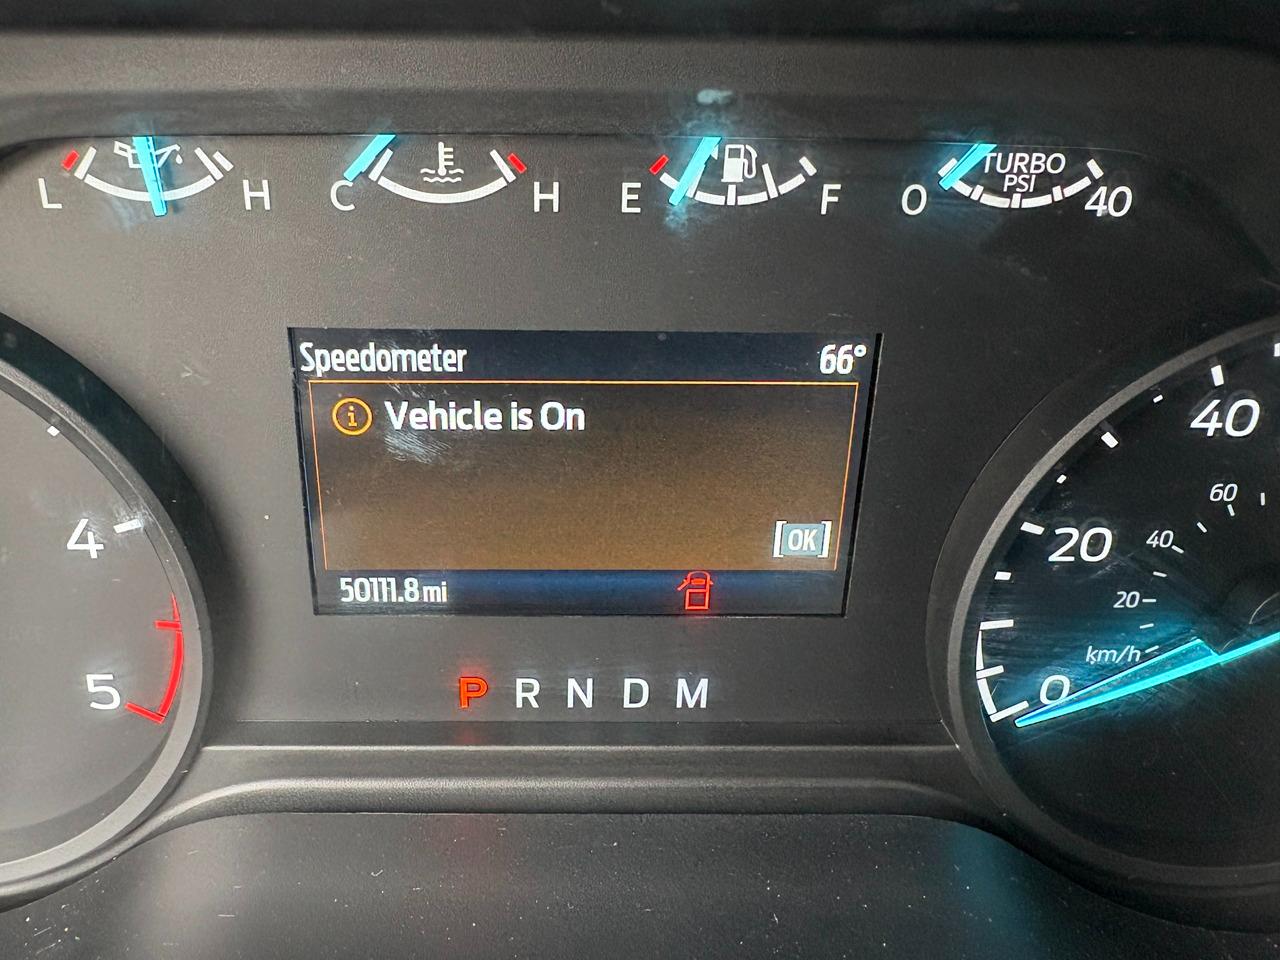 L H C H E F 0 TURBO PSI 40
Speedometer 66°
Vehicle is On
OK
50111.8 mi
P R N D M
4
5
40
20
0
60
40
20
km/h